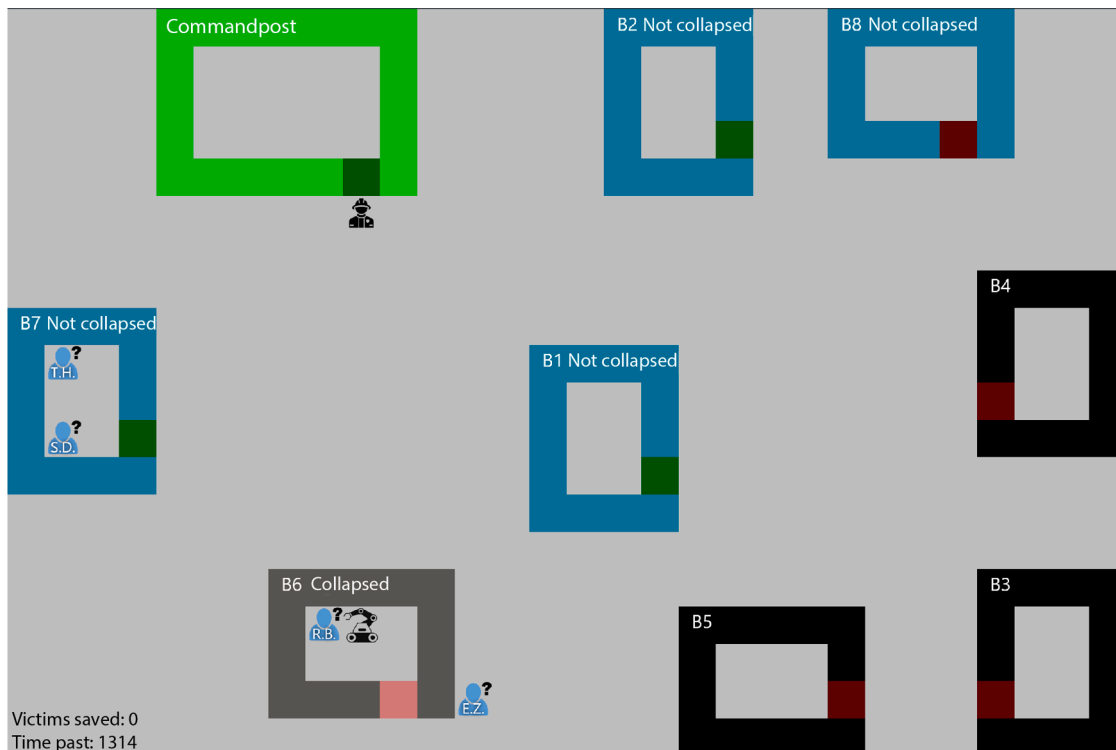 Commandpost
B2 Not collapsed
B8 Not collapsed
B4
B7 Not collapsed
T.H.
?
S.D.
?
B1 Not collapsed
B6 Collapsed
R.B.
?
B5
B3
E.Z.
?
Victims saved: 0
Time past: 1314